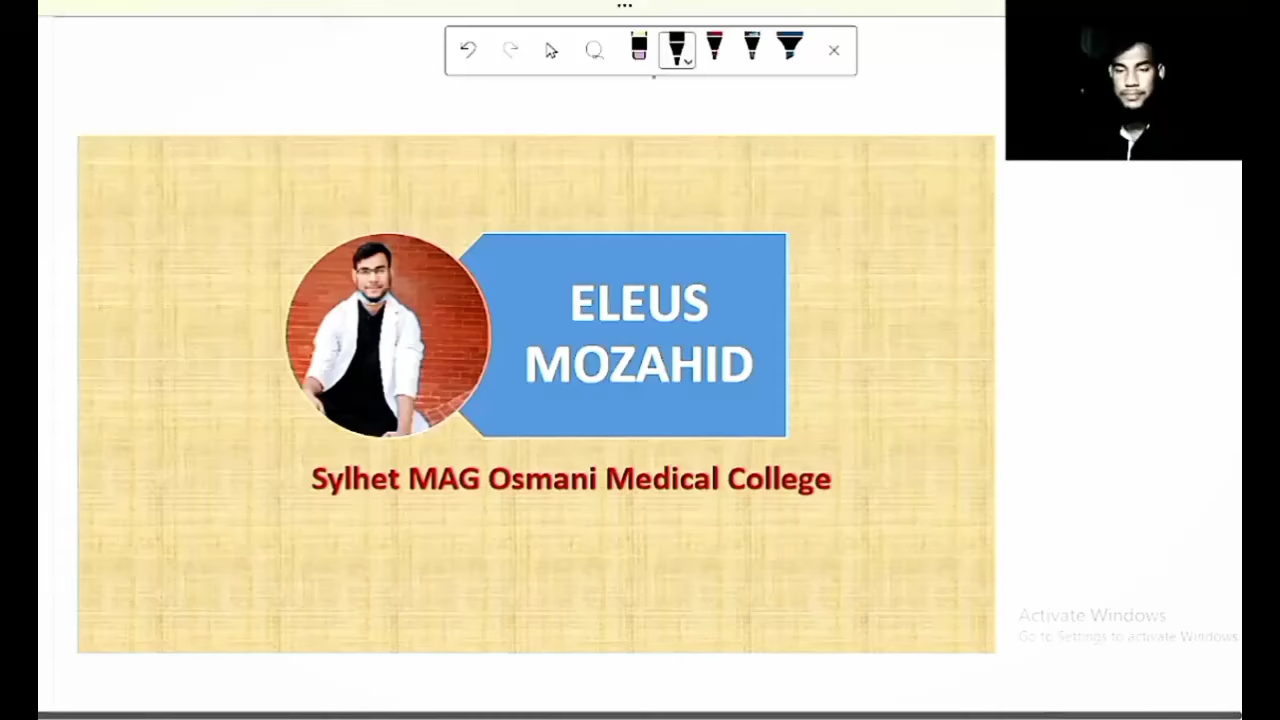 ELEUS
MOZAHID
Sylhet MAG Osmani Medical College
Activate Windows
Go to Settings to activate Windows